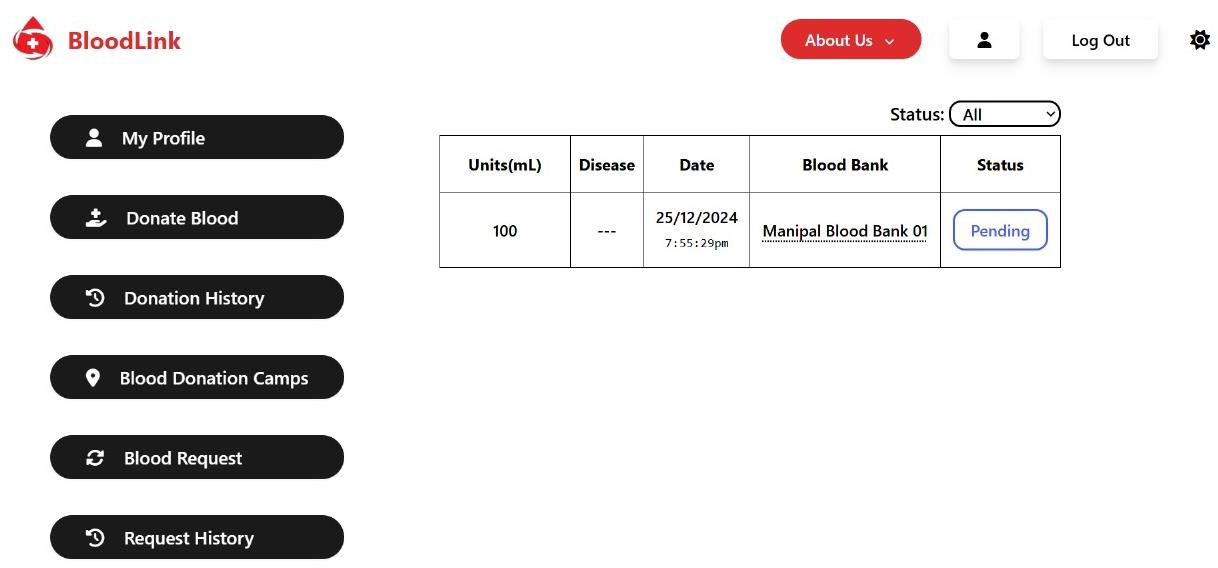 BloodLink
About Us
Log Out
My Profile
Donate Blood
Donation History
Blood Donation Camps
Blood Request
Request History
Status: All
Units(mL) Disease Date Blood Bank Status
100 --- 25/12/2024 Manipal Blood Bank 01 Pending
7:55:29pm